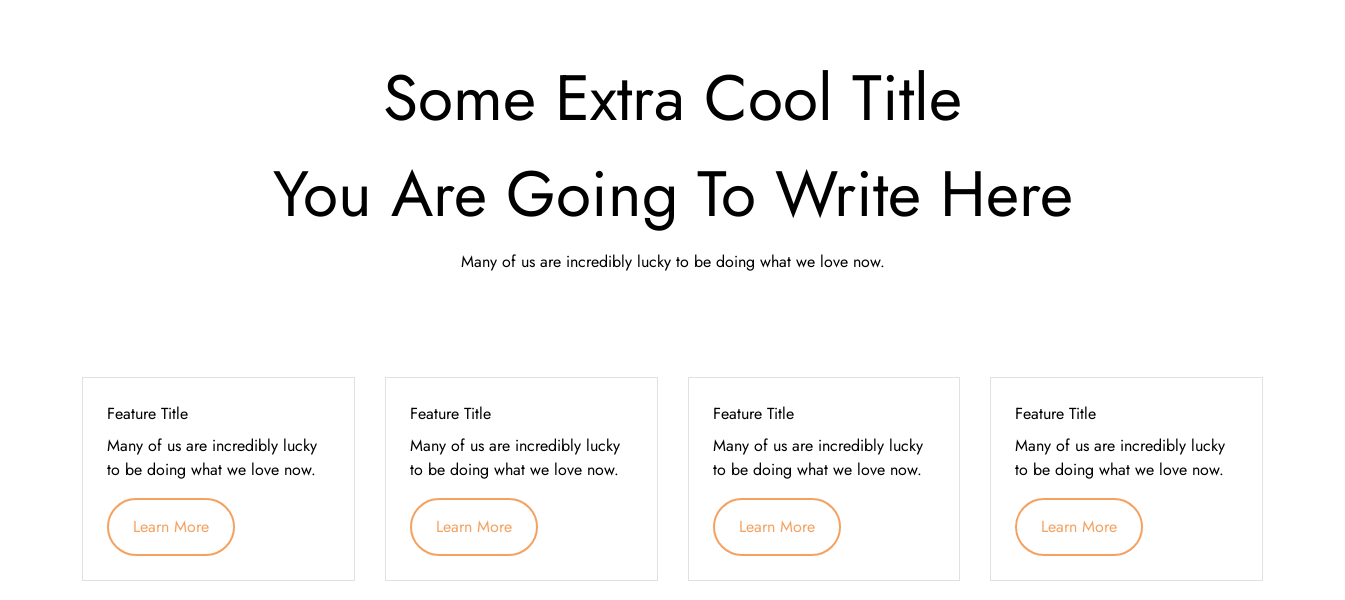 Some Extra Cool Title
You Are Going To Write Here
Many of us are incredibly lucky to be doing what we love now.
Feature Title
Many of us are incredibly lucky
to be doing what we love now.
Learn More
Feature Title
Many of us are incredibly lucky
to be doing what we love now.
Learn More
Feature Title
Many of us are incredibly lucky
to be doing what we love now.
Learn More
Feature Title
Many of us are incredibly lucky
to be doing what we love now.
Learn More